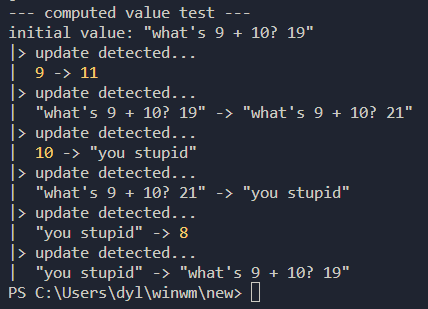 --- computed value test ---
initial value: "what's 9 + 10? 19"
|> update detected...
|  9 -> 11
|> update detected...
|  "what's 9 + 10? 19" -> "what's 9 + 10? 21"
|> update detected...
|  10 -> "you stupid"
|> update detected...
|  "what's 9 + 10? 21" -> "you stupid"
|> update detected...
|  "you stupid" -> 8
|> update detected...
|  "you stupid" -> "what's 9 + 10? 19"
PS C:\Users\dyl\winwm\new>